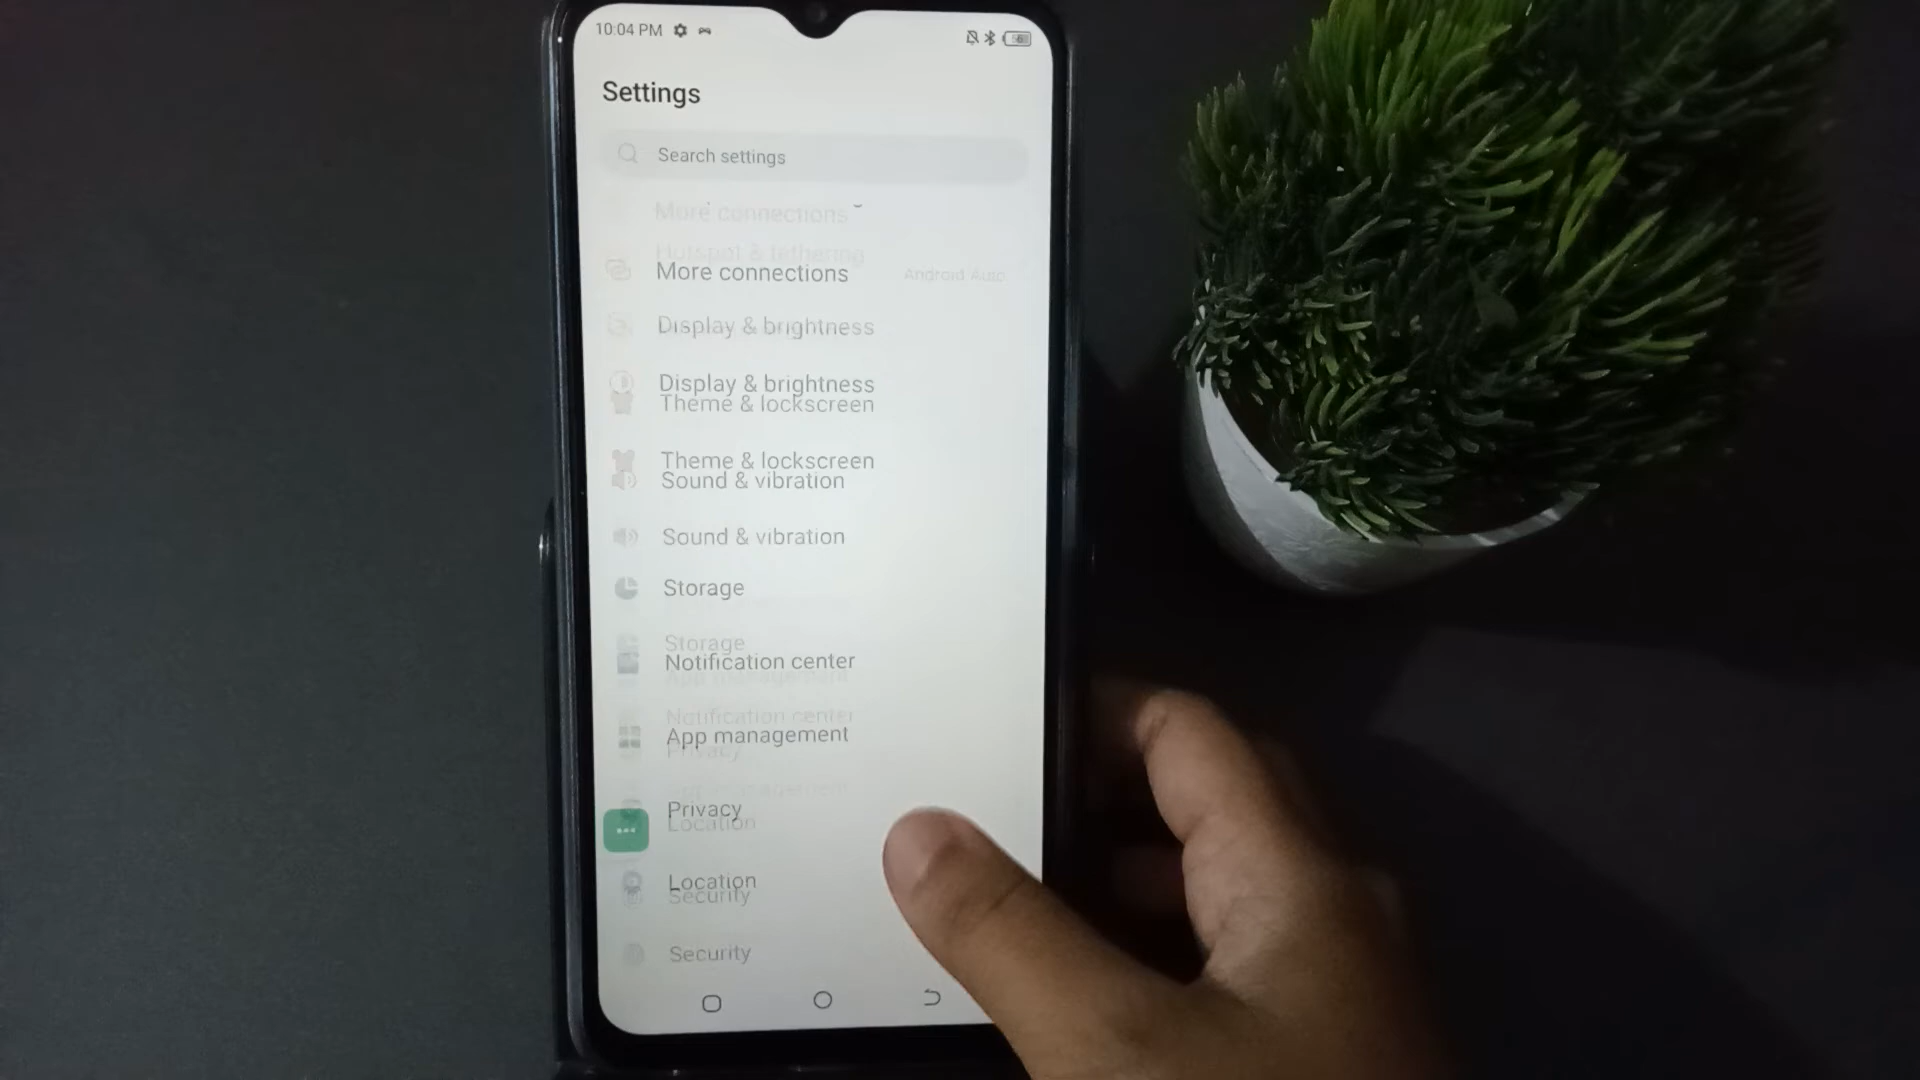 10:04 PM
Settings
Search settings
More connections
Hotspot & tethering
More connections Android Auto
Display & brightness
Display & brightness
Theme & lockscreen
Theme & lockscreen
Sound & vibration
Sound & vibration
Storage
Storage
Notification center
App management
Notification center
App management
Privacy
App management
Privacy
Location
Location
Security
Security